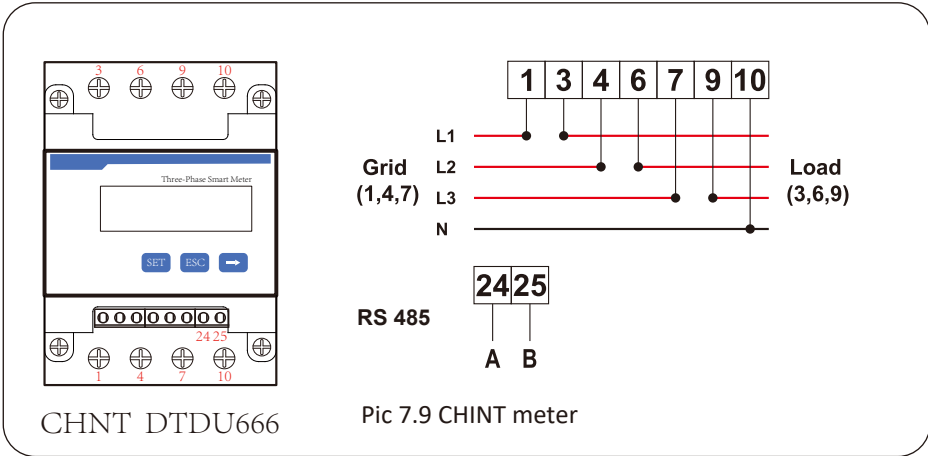 3 6 9 10
Three-Phase Smart Meter
SET ESC
24 25
1 4 7 10
CHNT DTDU666
1 3 4 6 7 9 10
L1
Grid L2 Load
(1,4,7) L3 (3,6,9)
N
24 25
RS 485
A B
Pic 7.9 CHINT meter